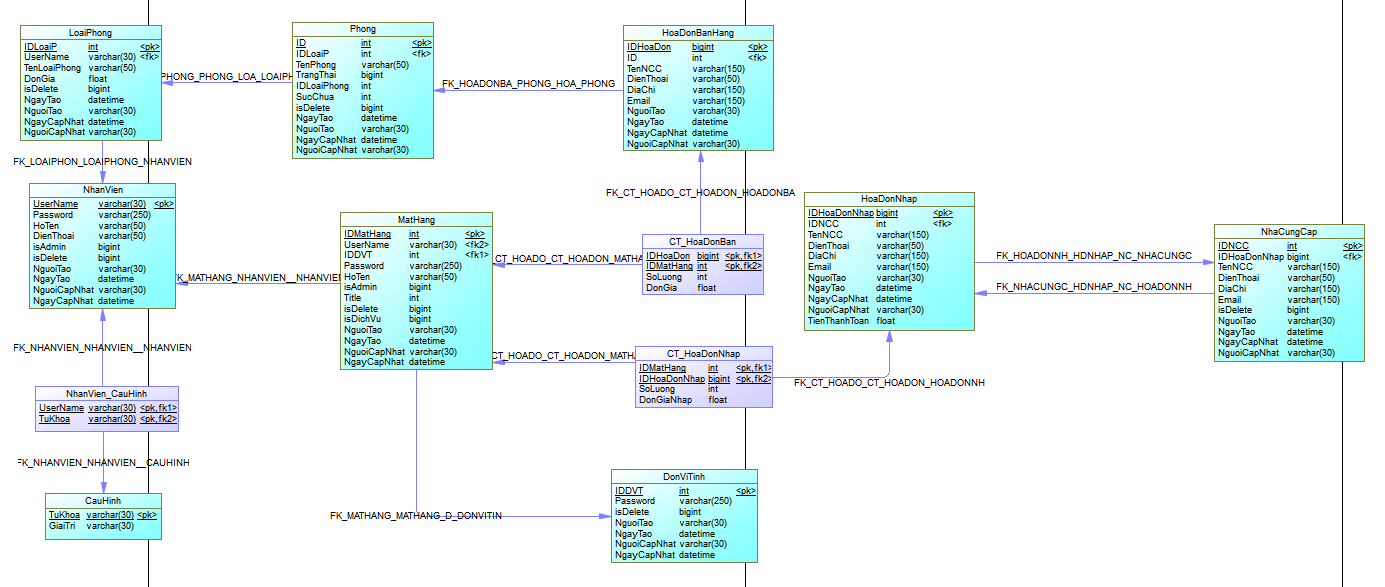 LoaiPhong
IDLoaiP int <pk>
UserName varchar(30) <fk>
TenLoaiPhong varchar(50)
DonGia float
isDelete bigint
NgayTao datetime
NguoiTao varchar(30)
NgayCapNhat datetime
NguoiCapNhat varchar(30)
PHONG_PHONG_LOA_LOAIPH
Phong
ID int <pk>
IDLoaiP int <fk>
TenPhong varchar(50)
TrangThai bigint
IDLoaiPhong int
SucChua int
isDelete bigint
NgayTao datetime
NguoiTao varchar(30)
NgayCapNhat datetime
NguoiCapNhat varchar(30)
FK_HOADONBA_PHONG_HOA_PHONG
HoaDonBanHang
IDHoaDon bigint <pk>
ID int <fk>
TenNCC varchar(150)
DienThoai varchar(50)
DiaChi varchar(150)
Email varchar(150)
NguoiTao varchar(30)
NgayTao datetime
NgayCapNhat datetime
NguoiCapNhat varchar(30)
FK_LOAIPHON_LOAIPHONG_NHANVIEN
NhanVien
UserName varchar(30) <pk>
Password varchar(250)
HoTen varchar(50)
DienThoai varchar(50)
isAdmin bigint
isDelete bigint
NguoiTao varchar(30)
NgayTao datetime
NguoiCapNhat varchar(30)
NgayCapNhat datetime
FK_MATHANG_NHANVIEN__NHANVIEN
MatHang
IDMatHang int <pk>
UserName varchar(30) <fk2>
IDDVT int <fk1>
Password varchar(250)
HoTen varchar(50)
isAdmin bigint
Title int
isDelete bigint
isDichVu bigint
NguoiTao varchar(30)
NgayTao datetime
NguoiCapNhat varchar(30)
NgayCapNhat datetime
FK_CT_HOADO_CT_HOADON_HOADONBA
CT_HOADO_CT_HOADON_MATHA
CT_HoaDonBan
IDHoaDon bigint <pk,fk1>
IDMatHang int <pk,fk2>
SoLuong int
DonGia float
HoaDonNhap
IDHoaDonNhap bigint <pk>
IDNCC int <fk>
TenNCC varchar(150)
DienThoai varchar(50)
DiaChi varchar(150)
Email varchar(150)
NguoiTao varchar(30)
NgayTao datetime
NgayCapNhat datetime
NguoiCapNhat varchar(30)
TienThanhToan float
FK_HOADONNH_HDNHAP_NC_NHACUNGC
FK_NHACUNGC_HDNHAP_NC_HOADONNH
NhaCungCap
IDNCC int <pk>
IDHoaDonNhap bigint <fk>
TenNCC varchar(150)
DienThoai varchar(50)
DiaChi varchar(150)
Email varchar(150)
isDelete bigint
NguoiTao varchar(30)
NgayTao datetime
NgayCapNhat datetime
NguoiCapNhat varchar(30)
FK_NHANVIEN_NHANVIEN__NHANVIEN
CT_HOADO_CT_HOADON_MATHA
CT_HoaDonNhap
IDMatHang int <pk,fk1>
IDHoaDonNhap bigint <pk,fk2>
SoLuong int
DonGiaNhap float
FK_CT_HOADO_CT_HOADON_HOADONNH
NhanVien_CauHinh
UserName varchar(30) <pk,fk1>
TuKhoa varchar(30) <pk,fk2>
FK_NHANVIEN_NHANVIEN__CAUHINH
CauHinh
TuKhoa varchar(30) <pk>
GiaiTri varchar(30)
FK_MATHANG_MATHANG_D_DONVITIN
DonViTinh
IDDVT int <pk>
Password varchar(250)
isDelete bigint
NguoiTao varchar(30)
NgayTao datetime
NguoiCapNhat varchar(30)
NgayCapNhat datetime